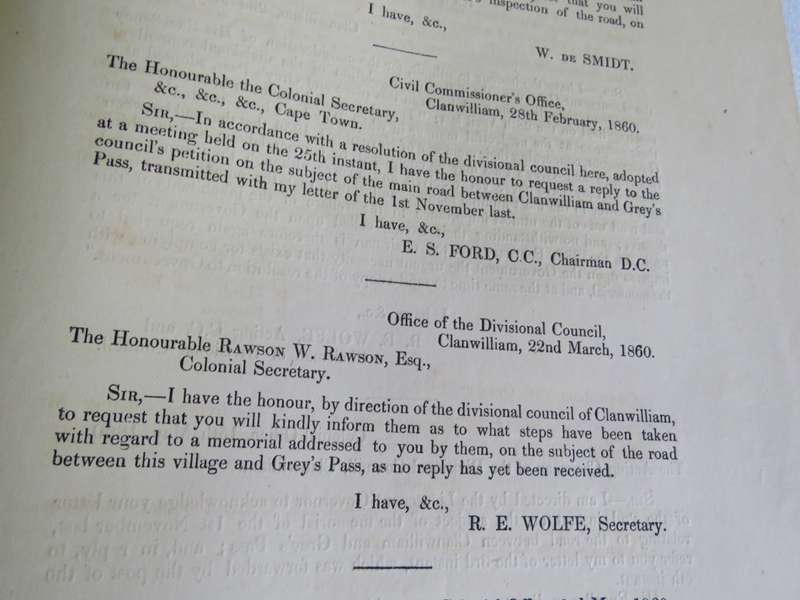 that you will
inspection of the road, on
I have, &c.,
W. DE SMIDT.
Civil Commissioner's Office,
Clanwilliam, 28th February, 1860.
The Honourable the Colonial Secretary,
&c., &c., &c., Cape Town.
SIR,—In accordance with a resolution of the divisional council here, adopted
at a meeting held on the 25th instant, I have the honour to request a reply to the
council's petition on the subject of the main road between Clanwilliam and Grey's
Pass, transmitted with my letter of the 1st November last.
I have, &c.,
E. S. FORD, C.C., Chairman D.C.
Office of the Divisional Council,
Clanwilliam, 22nd March, 1860.
The Honourable RAWSON W. RAWSON, Esq.,
Colonial Secretary.
SIR,—I have the honour, by direction of the divisional council of Clanwilliam,
to request that you will kindly inform them as to what steps have been taken
with regard to a memorial addressed to you by them, on the subject of the road
between this village and Grey's Pass, as no reply has yet been received.
I have, &c.,
R. E. WOLFE, Secretary.